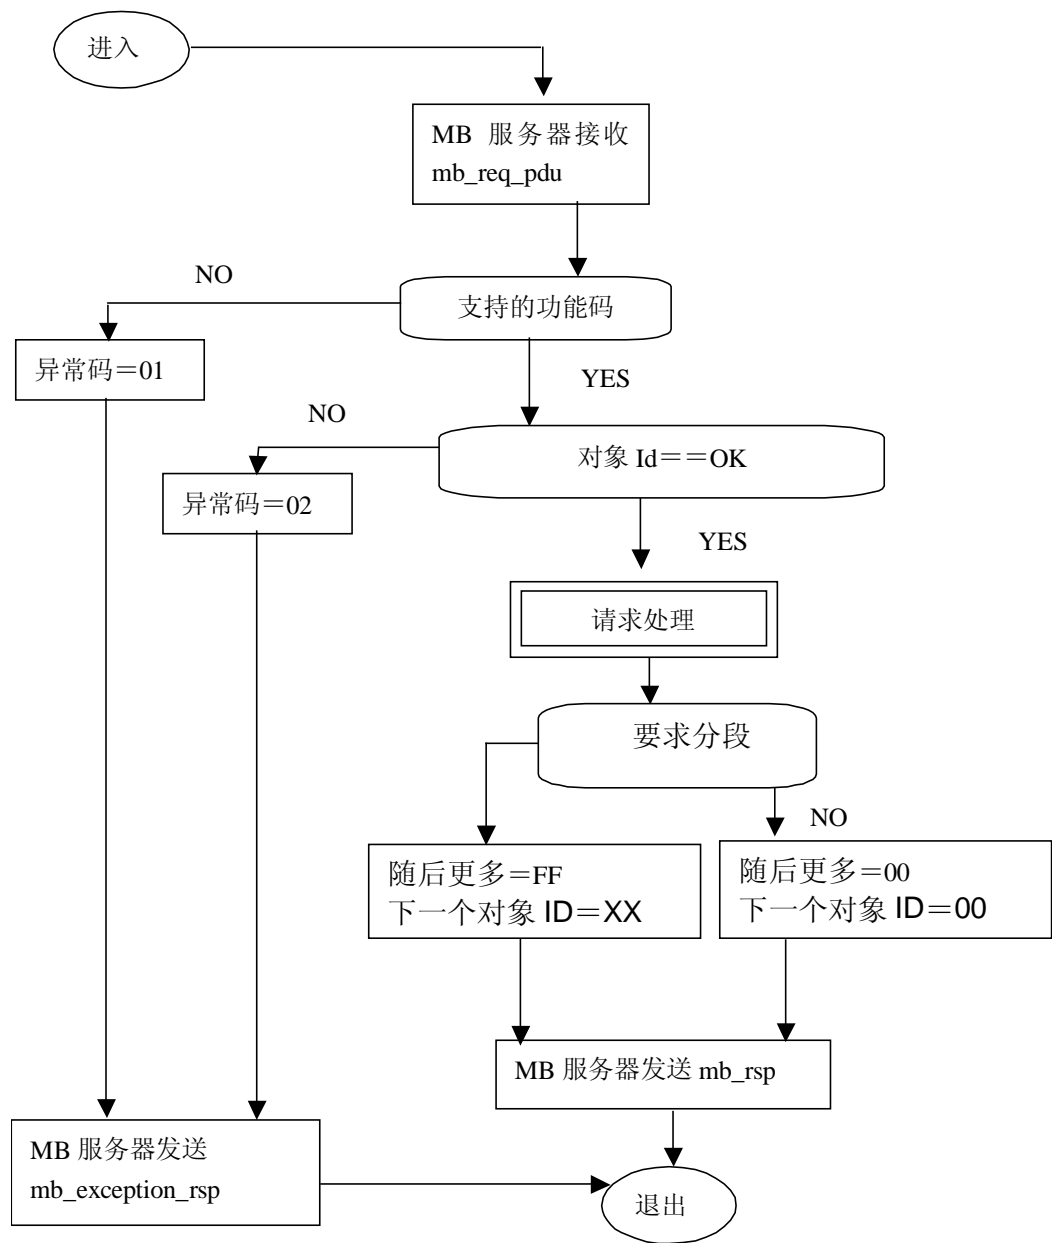 进入
MB 服务器接收
mb_req_pdu
NO
支持的功能码
异常码＝01
YES
NO
对象 Id＝＝OK
异常码＝02
YES
请求处理
要求分段
NO
随后更多＝FF
下一个对象 ID＝XX
随后更多＝00
下一个对象 ID＝00
MB 服务器发送 mb_rsp
MB 服务器发送
mb_exception_rsp
退出